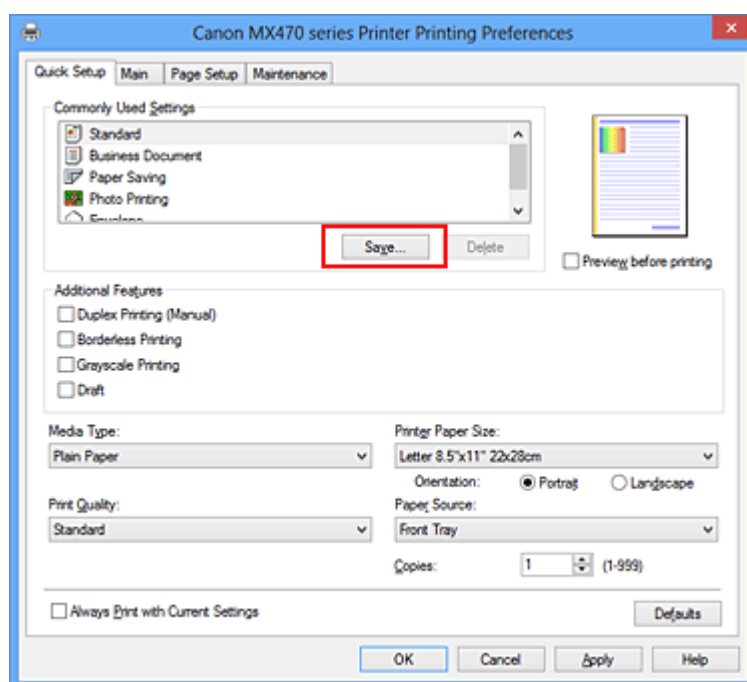 Canon MX470 series Printer Printing Preferences
Quick Setup Main Page Setup Maintenance
Commonly Used Settings
Standard
Business Document
Paper Saving
Photo Printing
Save... Delete
Preview before printing
Additional Features
Duplex Printing (Manual)
Borderless Printing
Grayscale Printing
Draft
Media Type:
Plain Paper
Printer Paper Size:
Letter 8.5"x11" 22x28cm
Orientation: Portrait Landscape
Print Quality:
Standard
Paper Source:
Front Tray
Copies: 1 (1-999)
Always Print with Current Settings
Defaults
OK Cancel Apply Help